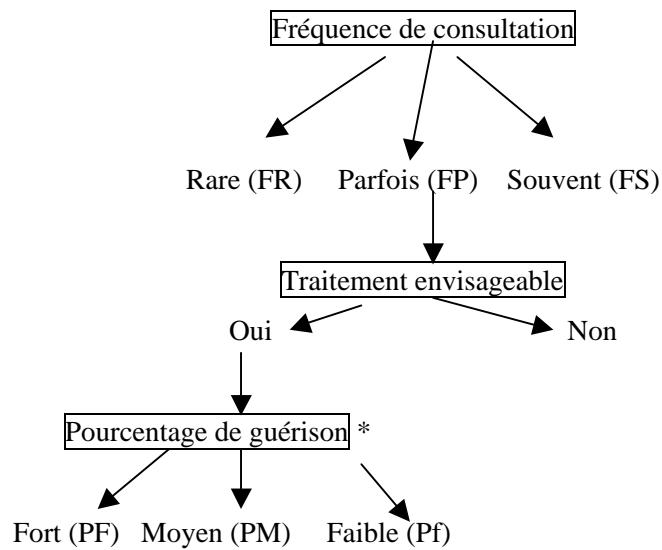 Fréquence de consultation
Rare (FR) Parfois (FP) Souvent (FS)
Traitement envisageable
Oui Non
Pourcentage de guérison *
Fort (PF) Moyen (PM) Faible (Pf)